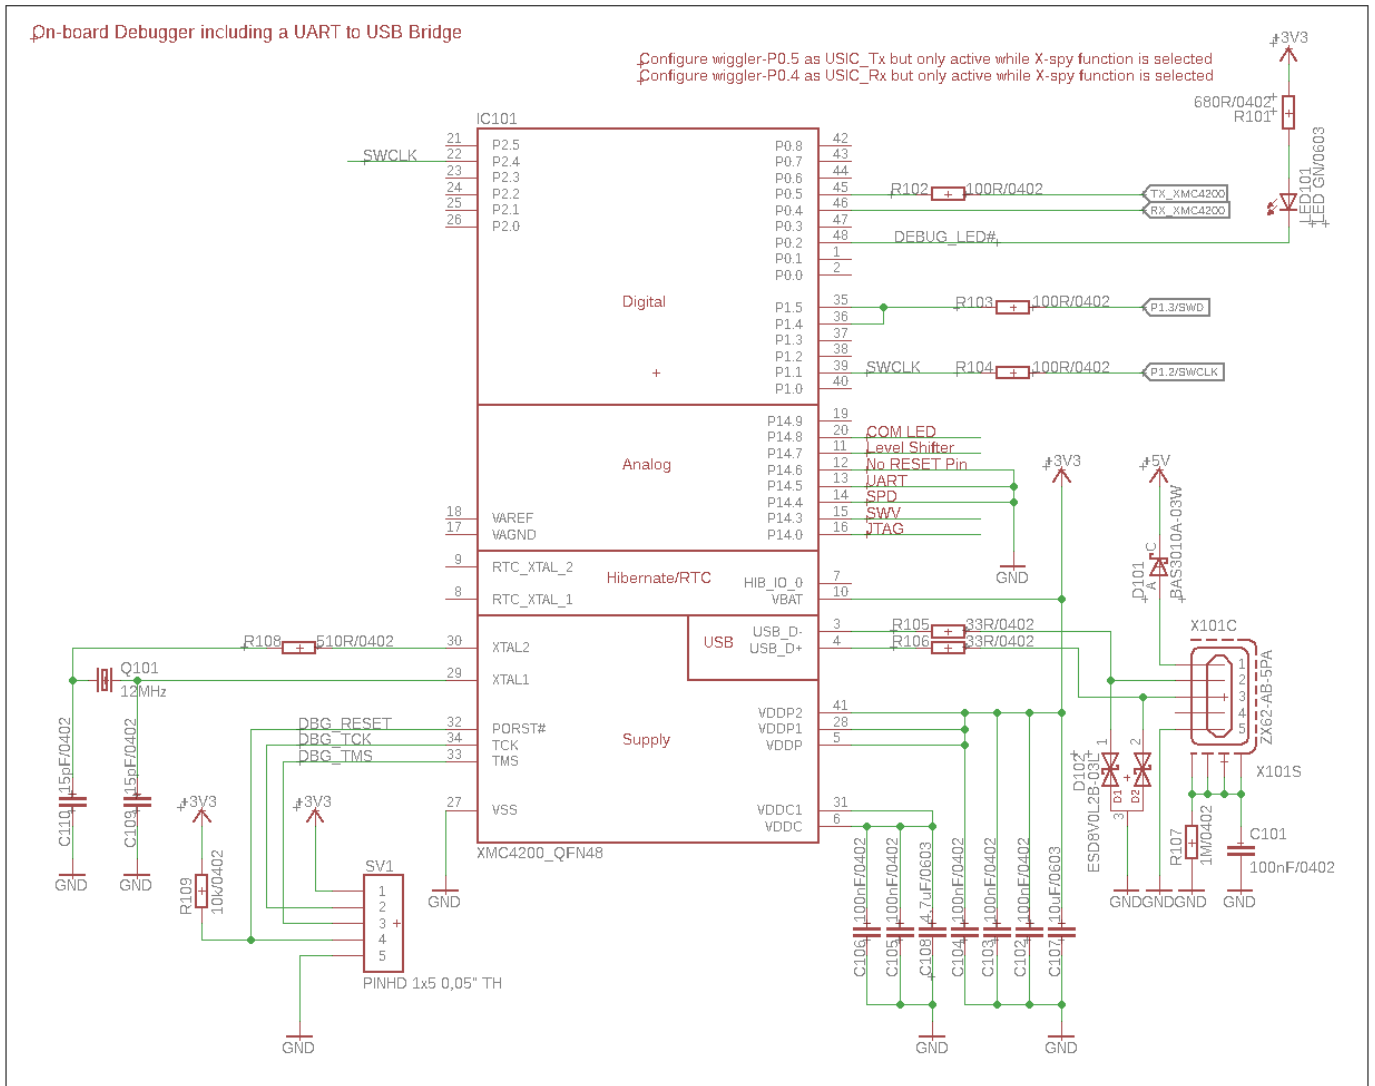 On-board Debugger including a UART to USB Bridge
Configure wiggler-P0.5 as USIC_Tx but only active while X-spy function is selected
Configure wiggler-P0.4 as USIC_Rx but only active while X-spy function is selected
+3V3
680R/0402
R101
LED101
LED GN/0603
IC101
21 P2.5
SWCLK 22 P2.4
23 P2.3
24 P2.2
25 P2.1
26 P2.0
Digital
P0.8 42
P0.7 43
P0.6 44
P0.5 45 R102 100R/0402 TX_XMC4200
P0.4 46 RX_XMC4200
P0.3 47
P0.2 48 DEBUG_LED#
P0.1 1
P0.0 2
P1.5 35 R103 100R/0402 P1.3/SWD
P1.4 36
P1.3 37
P1.2 38
P1.1 39 SWCLK R104 100R/0402 P1.2/SWCLK
P1.0 40
Analog
P14.9 19
P14.8 20 COM LED
P14.7 11 Level Shifter
P14.6 12 No RESET Pin
P14.5 13 UART
P14.4 14 SPD
P14.3 15 SWV
P14.0 16 JTAG
GND
18 VAREF
17 VAGND
9 RTC_XTAL_2
8 RTC_XTAL_1
Hibernate/RTC
HIB_IO_0 7
VBAT 10
+3V3
+5V
D101
A
C
BAS3010A-03W
USB
USB_D- 3 R105 33R/0402
USB_D+ 4 R106 33R/0402
X101C
1
2
3
4
5
ZX62-AB-5PA
X101S
R108 510R/0402 30 XTAL2
Q101
12MHz
29 XTAL1
C110 15pF/0402
C109 15pF/0402
GND
GND
DBG_RESET 32 PORST#
DBG_TCK 34 TCK
DBG_TMS 33 TMS
27 VSS
GND
Supply
VDDP2 41
VDDP1 28
VDDP 5
VDDC1 31
VDDC 6
XMC4200_QFN48
+3V3
R109
10k/0402
+3V3
SV1
1
2
3
4
5
PINHD 1x5 0,05" TH
GND
C106 100nF/0402
C105 100nF/0402
C108 4,7uF/0603
C104 100nF/0402
C103 100nF/0402
C102 100nF/0402
C107 10uF/0603
GND
GND
D102
ESD8V0L2B-03L
1
2
D1
D2
3
R107
1M/0402
C101
100nF/0402
GND
GND
GND
GND